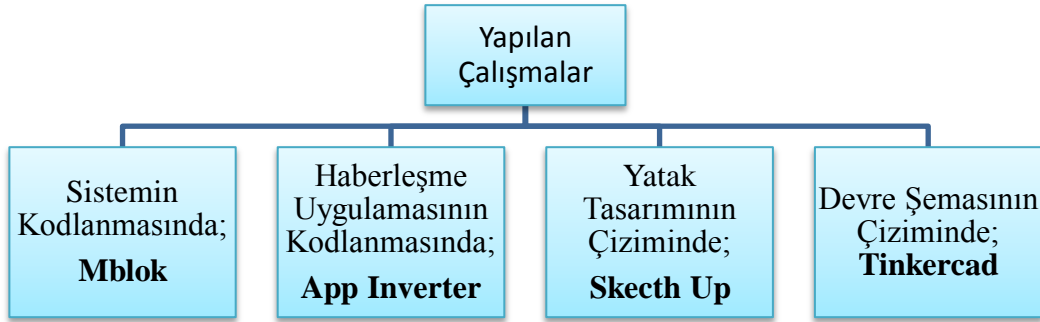 Yapılan
Çalışmalar
Sistemin
Kodlanmasında;
Mblok
Haberleşme
Uygulamasının
Kodlanmasında;
App Inverter
Yatak
Tasarımının
Çiziminde;
Skecth Up
Devre Şemasının
Çiziminde;
Tinkercad